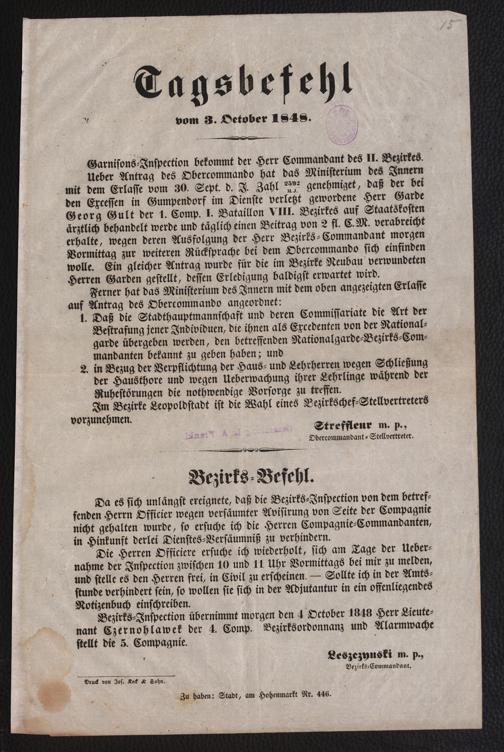 15
Tagsbefehl
vom 3. October 1848.
Garnisons-Inspection bekommt der Herr Commandant des II. Bezirkes.
Ueber Antrag des Obercommando hat das Ministerium des Innern
mit dem Erlasse vom 30. Sept. d. J. Zahl 2592/M.J. genehmiget, daß der bei
den Excessen in Gumpendorf im Dienste verletzt gewordene Herr Garde
Georg Gult der 1. Comp. I. Bataillon VIII. Bezirkes auf Staatskosten
ärztlich behandelt werde und täglich einen Beitrag von 2 fl. C.M. verabreicht
erhalte, wegen deren Ausfolgung der Herr Bezirks-Commandant morgen
Vormittag zur weiteren Rücksprache bei dem Obercommando sich einfinden
wolle. Ein gleicher Antrag wurde für die im Bezirke Neubau verwundeten
Herren Garden gestellt, dessen Erledigung baldigst erwartet wird.
Ferner hat das Ministerium des Innern mit dem oben angezeigten Erlasse
auf Antrag des Obercommando angeordnet:
1. Daß die Stadthauptmannschaft und deren Commissariate die Art der
Bestrafung jener Individuen, die ihnen als Excedenten von der National-
garde übergeben werden, den betreffenden Nationalgarde-Bezirks-Com-
mandanten bekannt zu geben haben; und
2. in Bezug der Verpflichtung der Haus- und Lehrherren wegen Schließung
der Hausthore und wegen Ueberwachung ihrer Lehrlinge während der
Ruhestörungen die nothwendige Vorsorge zu treffen.
Im Bezirke Leopoldstadt ist die Wahl eines Bezirkschef-Stellvertreters
vorzunehmen.
Streffleur m. p.,
Obercommandant-Stellvertreter.
Bezirks-Befehl.
Da es sich unlängst ereignete, daß die Bezirks-Inspection von dem betref-
fenden Herrn Officier wegen versäumter Avisirung von Seite der Compagnie
nicht gehalten wurde, so ersuche ich die Herren Compagnie-Commandanten,
in Hinkunft derlei Dienstes-Versäumniß zu verhindern.
Die Herren Officiere ersuche ich wiederholt, sich am Tage der Ueber-
nahme der Inspection zwischen 10 und 11 Uhr Vormittags bei mir zu melden,
und stelle es den Herren frei, in Civil zu erscheinen. — Sollte ich in der Amts-
stunde verhindert sein, so wollen sie sich in der Adjutantur in ein offenliegendes
Notizenbuch einschreiben.
Bezirks-Inspection übernimmt morgen den 4 October 1848 Herr Lieute-
nant Czernohlawek der 4. Comp. Bezirksordonnanz und Alarmwache
stellt die 5. Compagnie.
Leszczynski m. p.,
Bezirks-Commandant.
Druck von Jos. Keck & Sohn.
Zu haben: Stadt, am Hohenmarkt Nr. 446.